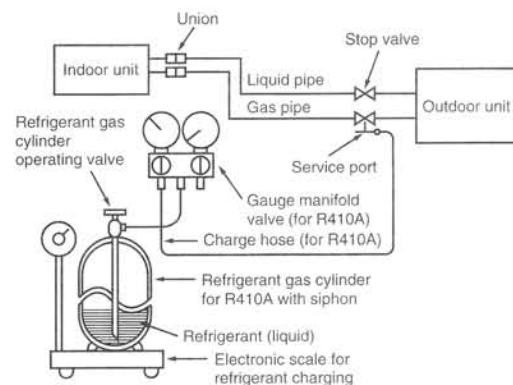 Union
Stop valve
Indoor unit
Liquid pipe
Gas pipe
Outdoor unit
Refrigerant gas
cylinder
operating valve
Service port
Gauge manifold
valve (for R410A)
Charge hose (for R410A)
Refrigerant gas cylinder
for R410A with siphon
Refrigerant (liquid)
Electronic scale for
refrigerant charging